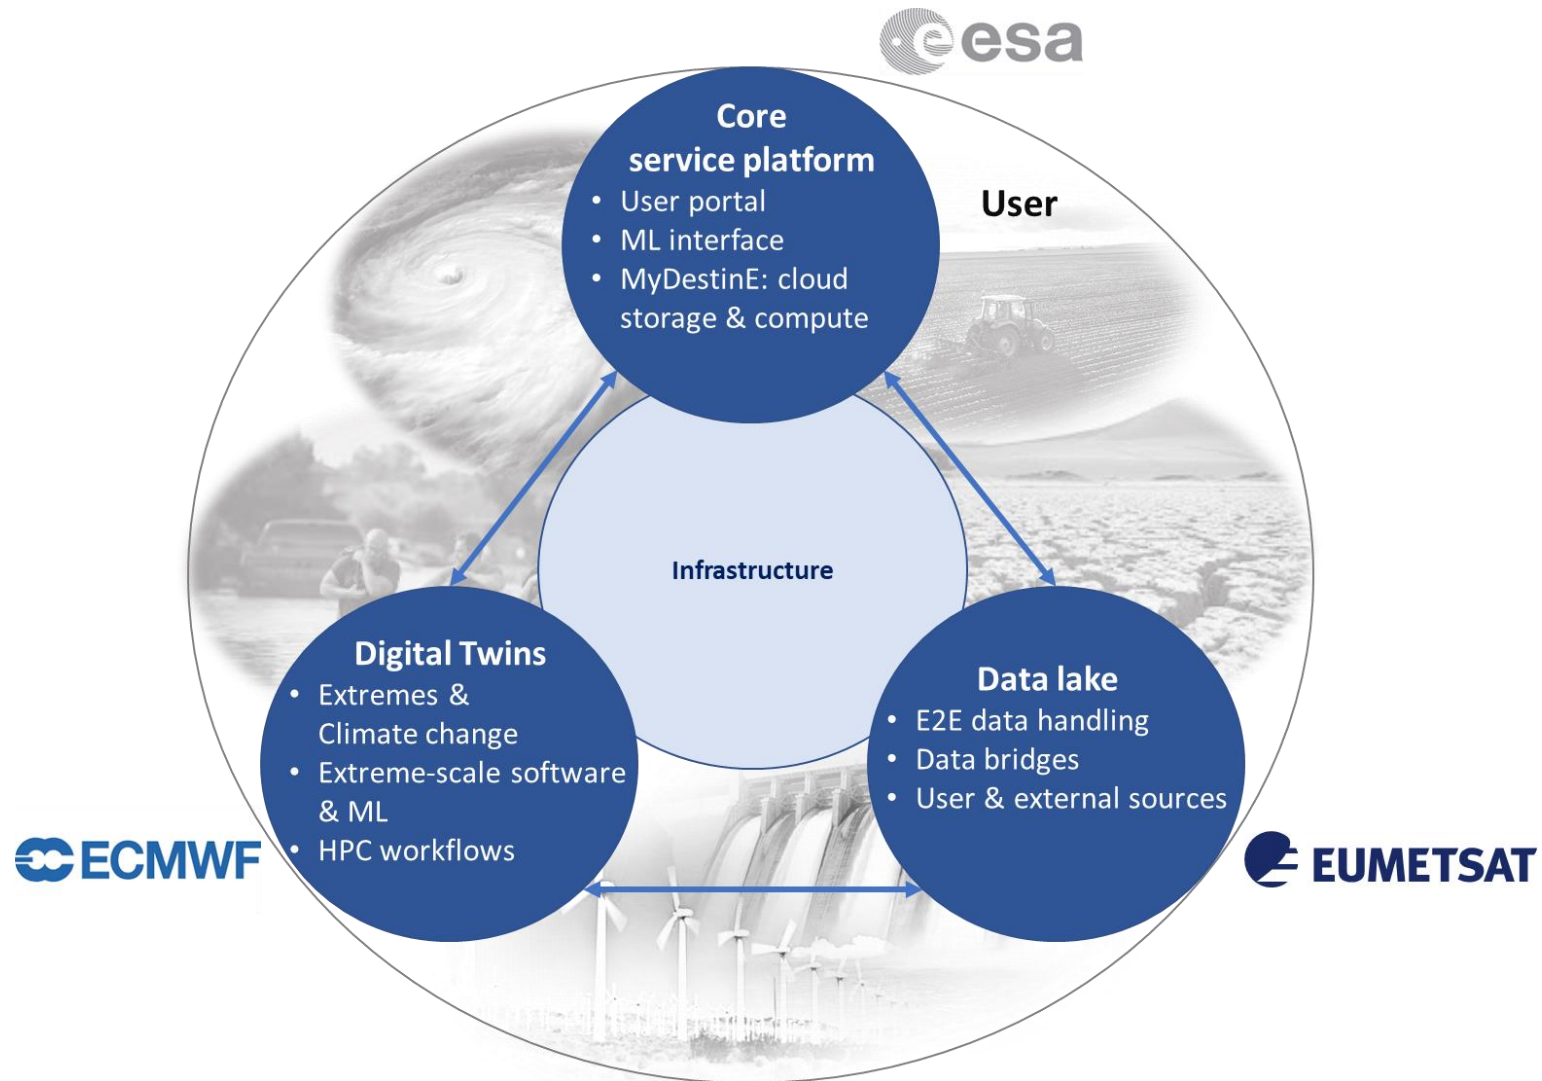 esa
Core
service platform
• User portal
• ML interface
• MyDestinE: cloud
storage & compute
User
Infrastructure
Digital Twins
• Extremes &
Climate change
• Extreme-scale software
& ML
• HPC workflows
Data lake
• E2E data handling
• Data bridges
• User & external sources
ECMWF
EUMETSAT